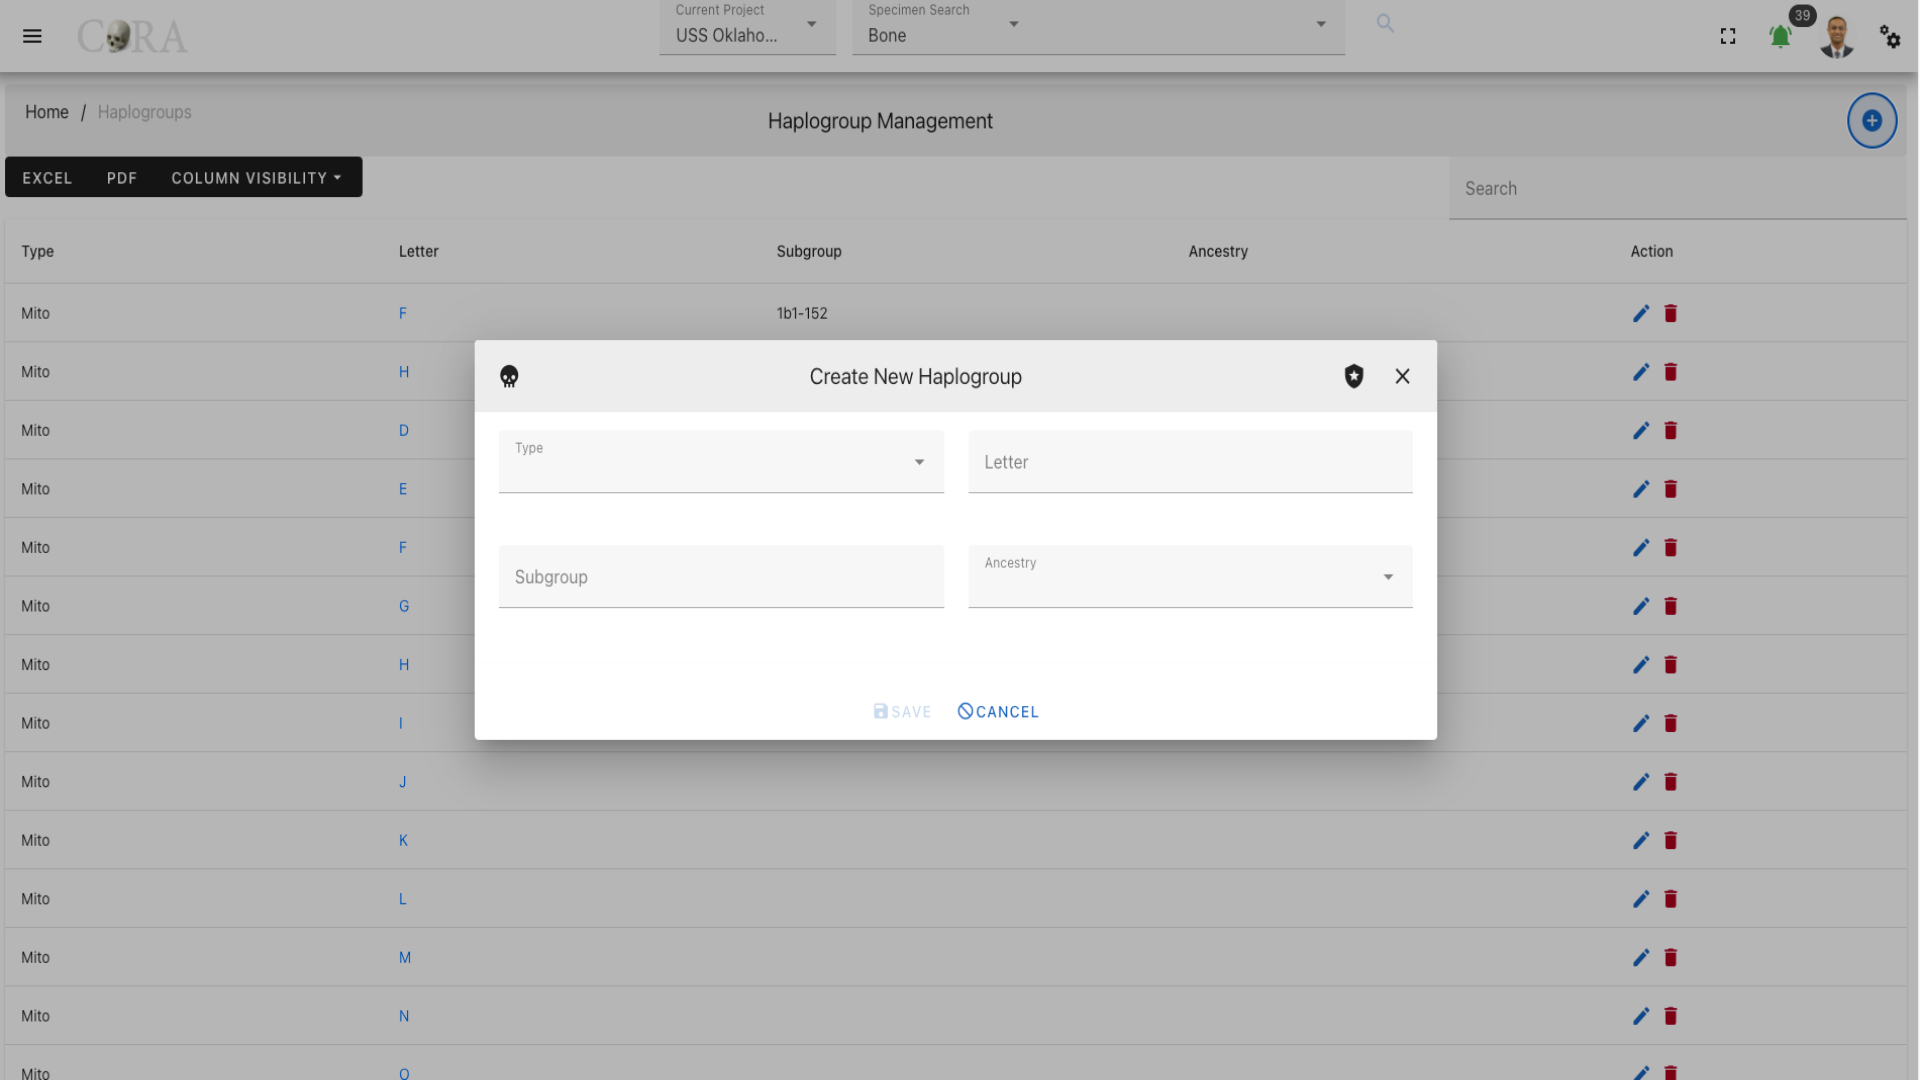 CORA
Current Project
USS Oklaho...
Specimen Search
Bone
39
Home / Haplogroups
Haplogroup Management
EXCEL PDF COLUMN VISIBILITY
Search
Type Letter Subgroup Ancestry Action
Mito F 1b1-152
Mito H
Mito D
Mito E
Mito F
Mito G
Mito H
Mito I
Mito J
Mito K
Mito L
Mito M
Mito N
Mito O
Create New Haplogroup
Type
Letter
Subgroup
Ancestry
SAVE CANCEL